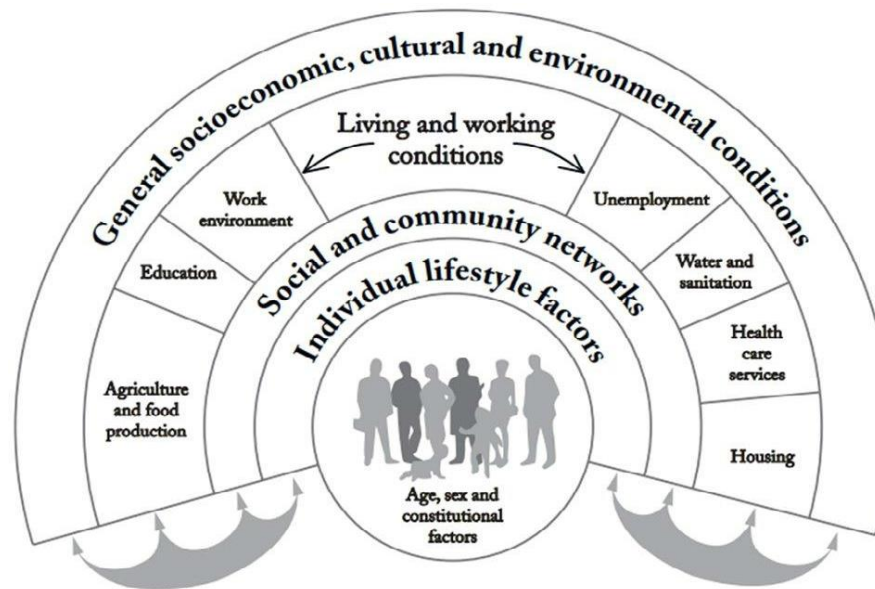 General socioeconomic, cultural and environmental conditions
Living and working
conditions
Work
environment
Unemployment
Education
Water and
sanitation
Agriculture
and food
production
Health
care
services
Housing
Social and community networks
Individual lifestyle factors
Age, sex and
constitutional
factors